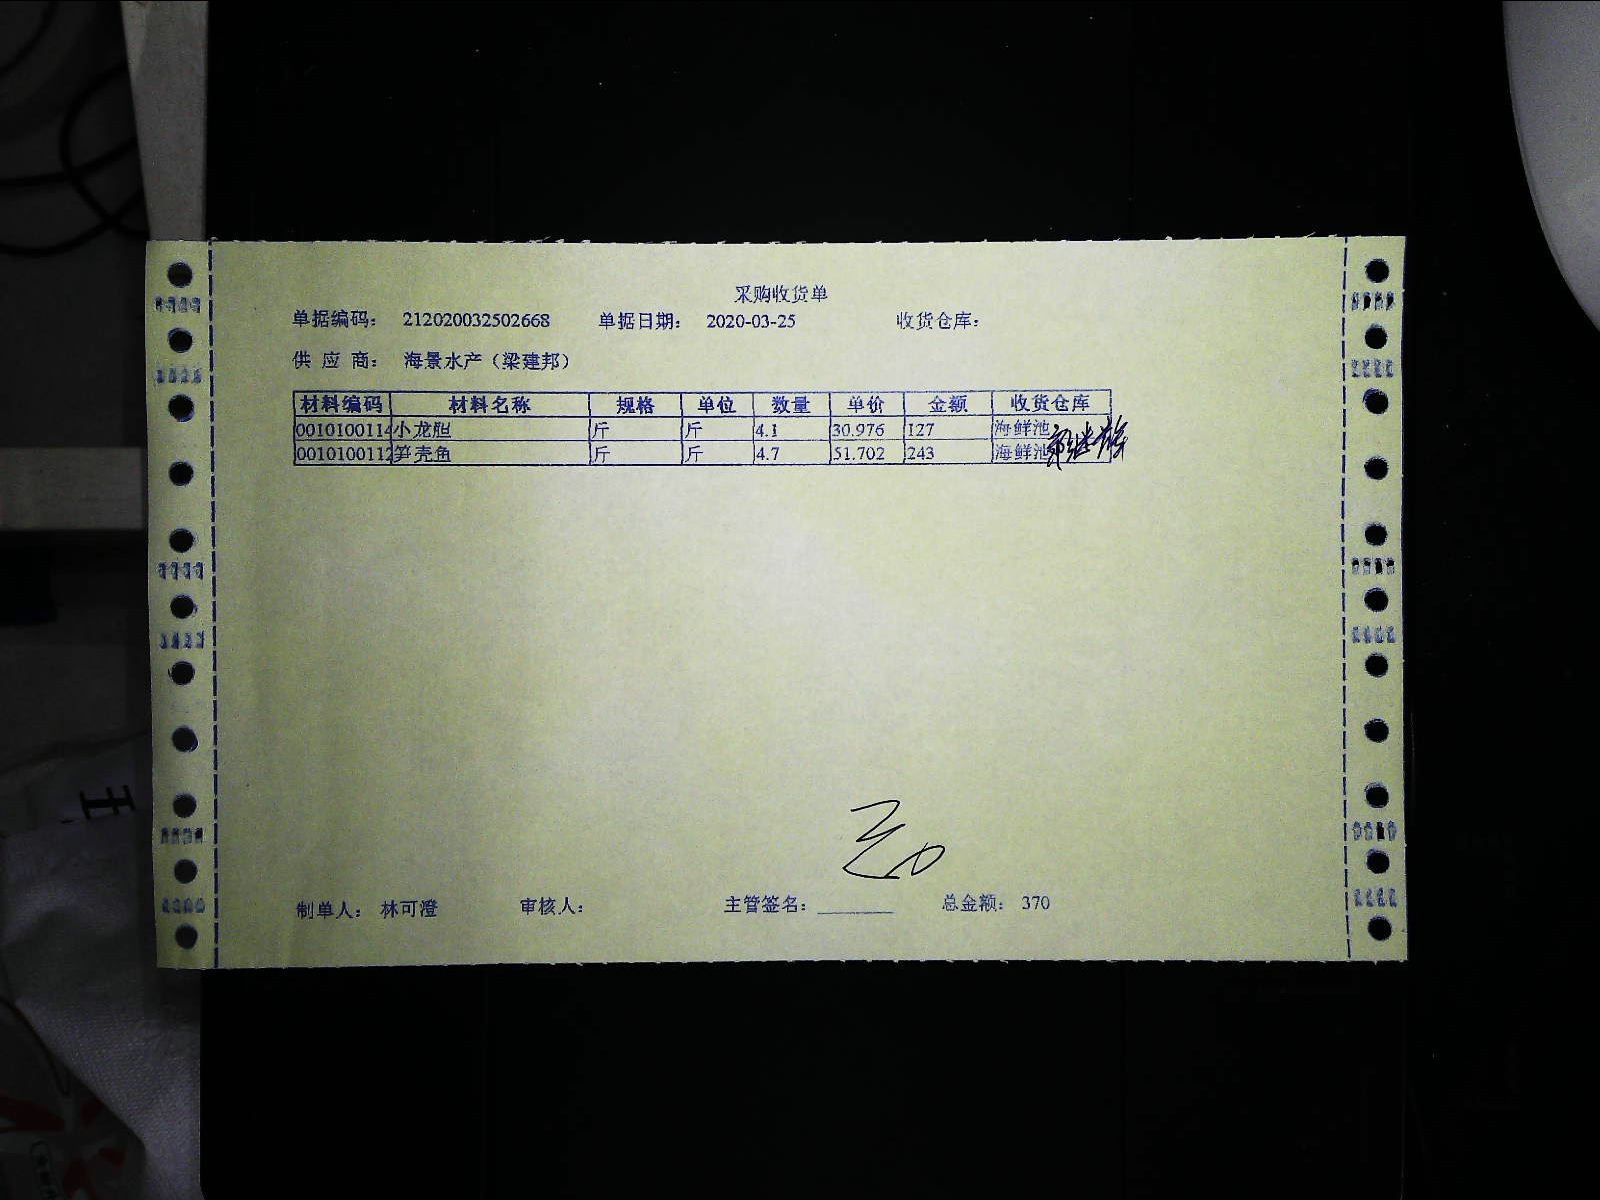 采购收货单
单据编码: 212020032502668 单据日期: 2020-03-25 收货仓库:
供 应 商: 海景水产（梁建邦）
材料编码 材料名称 规格 单位 数量 单价 金额 收货仓库
0010100114 小龙胆 斤 斤 4.1 30.976 127 海鲜池
0010100112 笋壳鱼 斤 斤 4.7 51.702 243 海鲜池
制单人: 林可澄 审核人: 主管签名: 总金额: 370